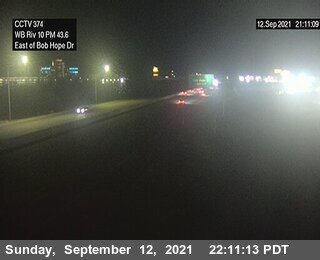 CCTV 374
WB Riv 10 PM 43.6
East of Bob Hope Dr
12.Sep 2021 21:11:09
Sunday, September 12, 2021 22:11:13 PDT